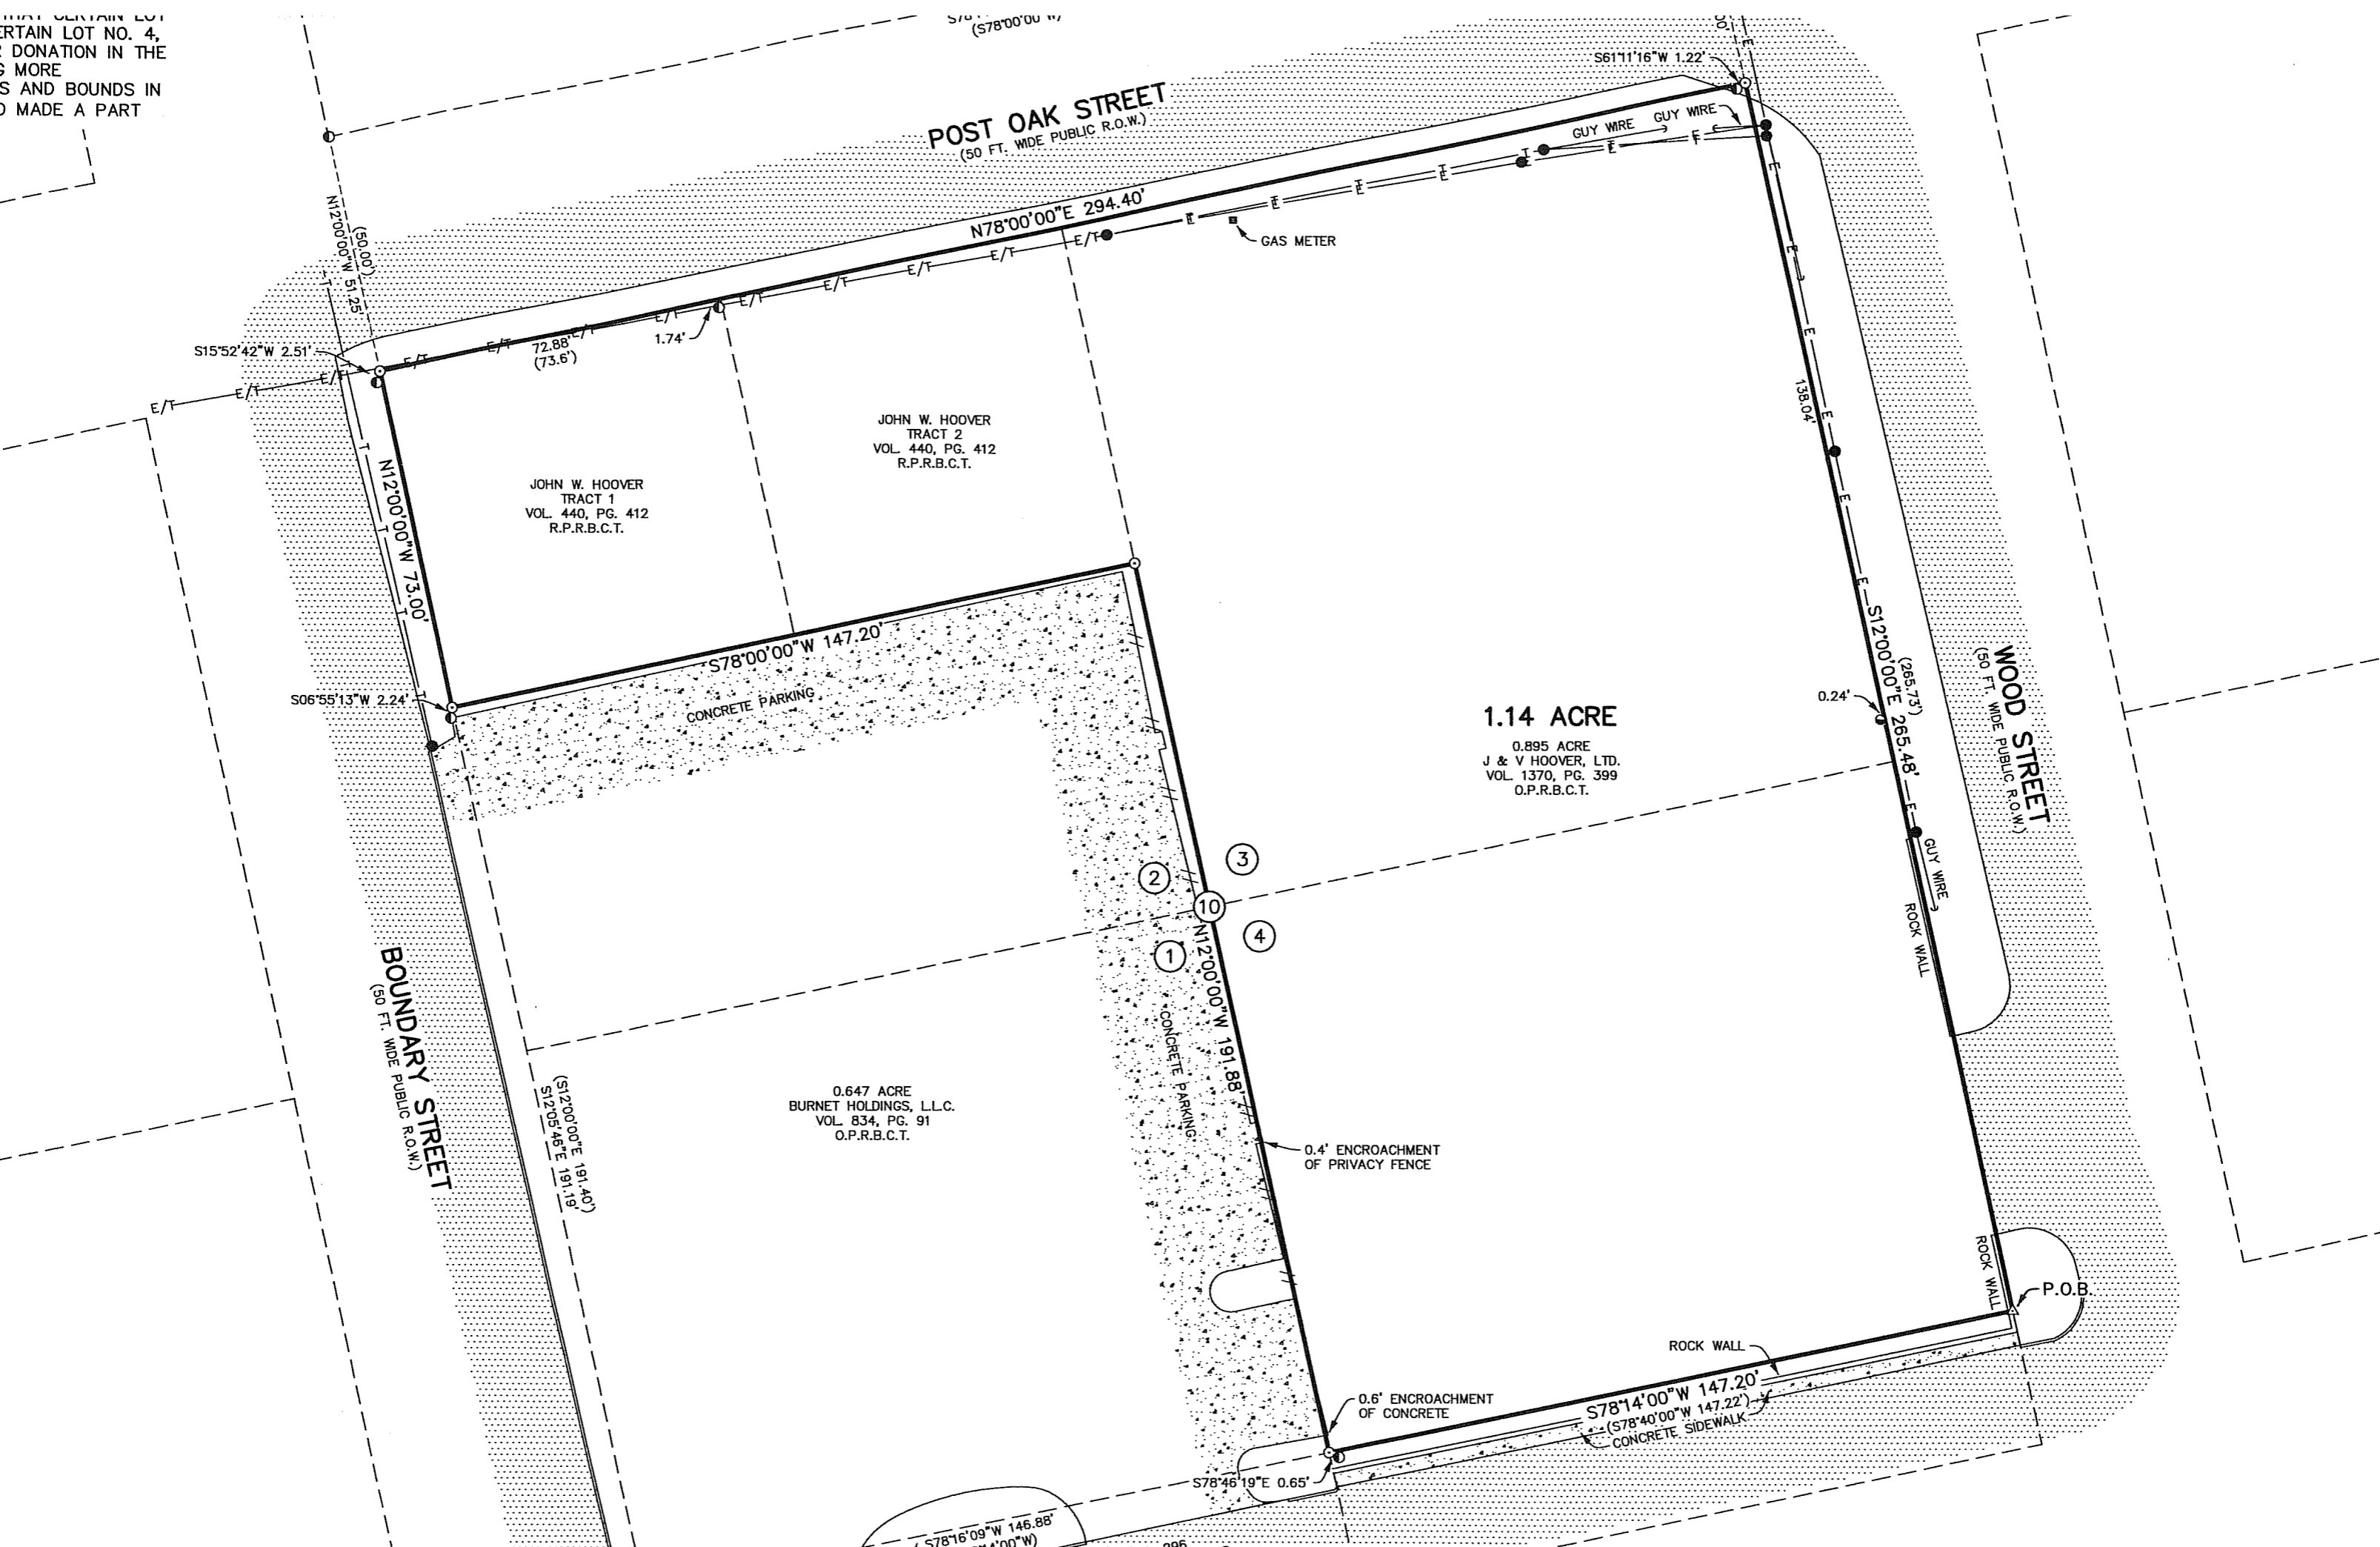 ERTAIN LOT NO. 4,
DONATION IN THE
MORE
S AND BOUNDS IN
MADE A PART
(S78°00'00"W)
POST OAK STREET
(50 FT. WIDE PUBLIC R.O.W.)
S61°11'16"W 1.22'
GUY WIRE
GUY WIRE
N78°00'00"E 294.40'
GAS METER
N12°00'00"W 51.25'
(50.00')
S15°52'42"W 2.51'
E/T
E/T
E/T
E/T
E/T
E/T
E/T
E/T
E/T
E/T
E/T
E/T
72.88'
(73.6')
1.74'
JOHN W. HOOVER
TRACT 1
VOL. 440, PG. 412
R.P.R.B.C.T.
JOHN W. HOOVER
TRACT 2
VOL. 440, PG. 412
R.P.R.B.C.T.
N12°00'00"W 73.00'
S06°55'13"W 2.24'
S78°00'00"W 147.20'
CONCRETE PARKING
138.04'
S12°00'00"E 265.48'
(265.73')
0.24'
WOOD STREET
(50 FT. WIDE PUBLIC R.O.W.)
1.14 ACRE
0.895 ACRE
J & V HOOVER, LTD.
VOL. 1370, PG. 399
O.P.R.B.C.T.
GUY WIRE
ROCK WALL
2
3
10
1
4
N12°00'00"W 191.88'
CONCRETE PARKING
BOUNDARY STREET
(50 FT. WIDE PUBLIC R.O.W.)
(S12°00'00"E 191.40')
S12°05'46"E 191.19'
0.647 ACRE
BURNET HOLDINGS, L.L.C.
VOL. 834, PG. 91
O.P.R.B.C.T.
0.4' ENCROACHMENT
OF PRIVACY FENCE
ROCK WALL
P.O.B.
ROCK WALL
0.6' ENCROACHMENT
OF CONCRETE
S78°14'00"W 147.20'
(S78°40'00"W 147.22')
CONCRETE SIDEWALK
S78°46'19"E 0.65'
S78°16'09"W 146.88'